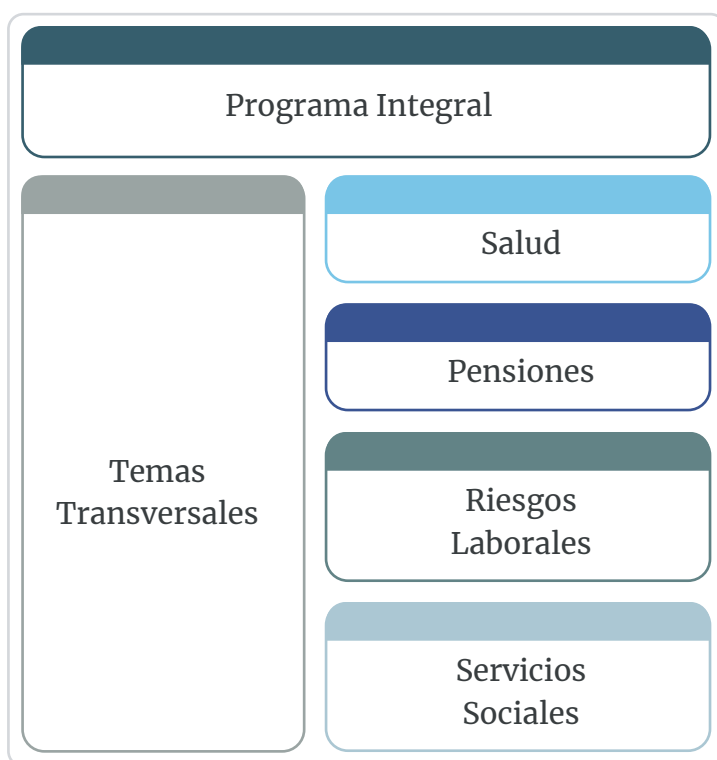 Programa Integral
Temas
Transversales
Salud
Pensiones
Riesgos
Laborales
Servicios
Sociales